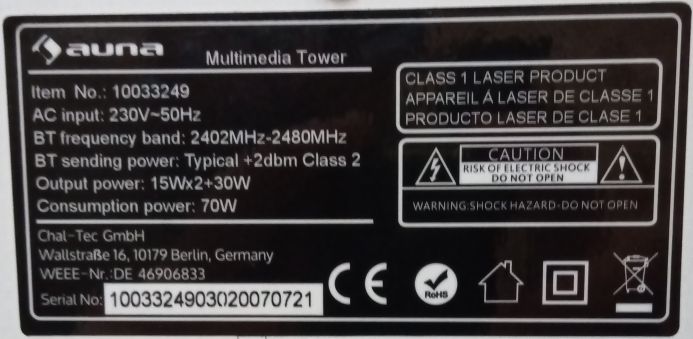 auna
Multimedia Tower
Item No.: 10033249
AC input: 230V~50Hz
BT frequency band: 2402MHz-2480MHz
BT sending power: Typical +2dbm Class 2
Output power: 15Wx2+30W
Consumption power: 70W
Chal-Tec GmbH
Wallstraße 16, 10179 Berlin, Germany
WEEE-Nr.:DE 46906833
Serial No: 1003324903020070721
CLASS 1 LASER PRODUCT
APPAREIL Á LASER DE CLASSE 1
PRODUCTO LASER DE CLASE 1
CAUTION
RISK OF ELECTRIC SHOCK
DO NOT OPEN
WARNING:SHOCK HAZARD-DO NOT OPEN
CE
RoHS